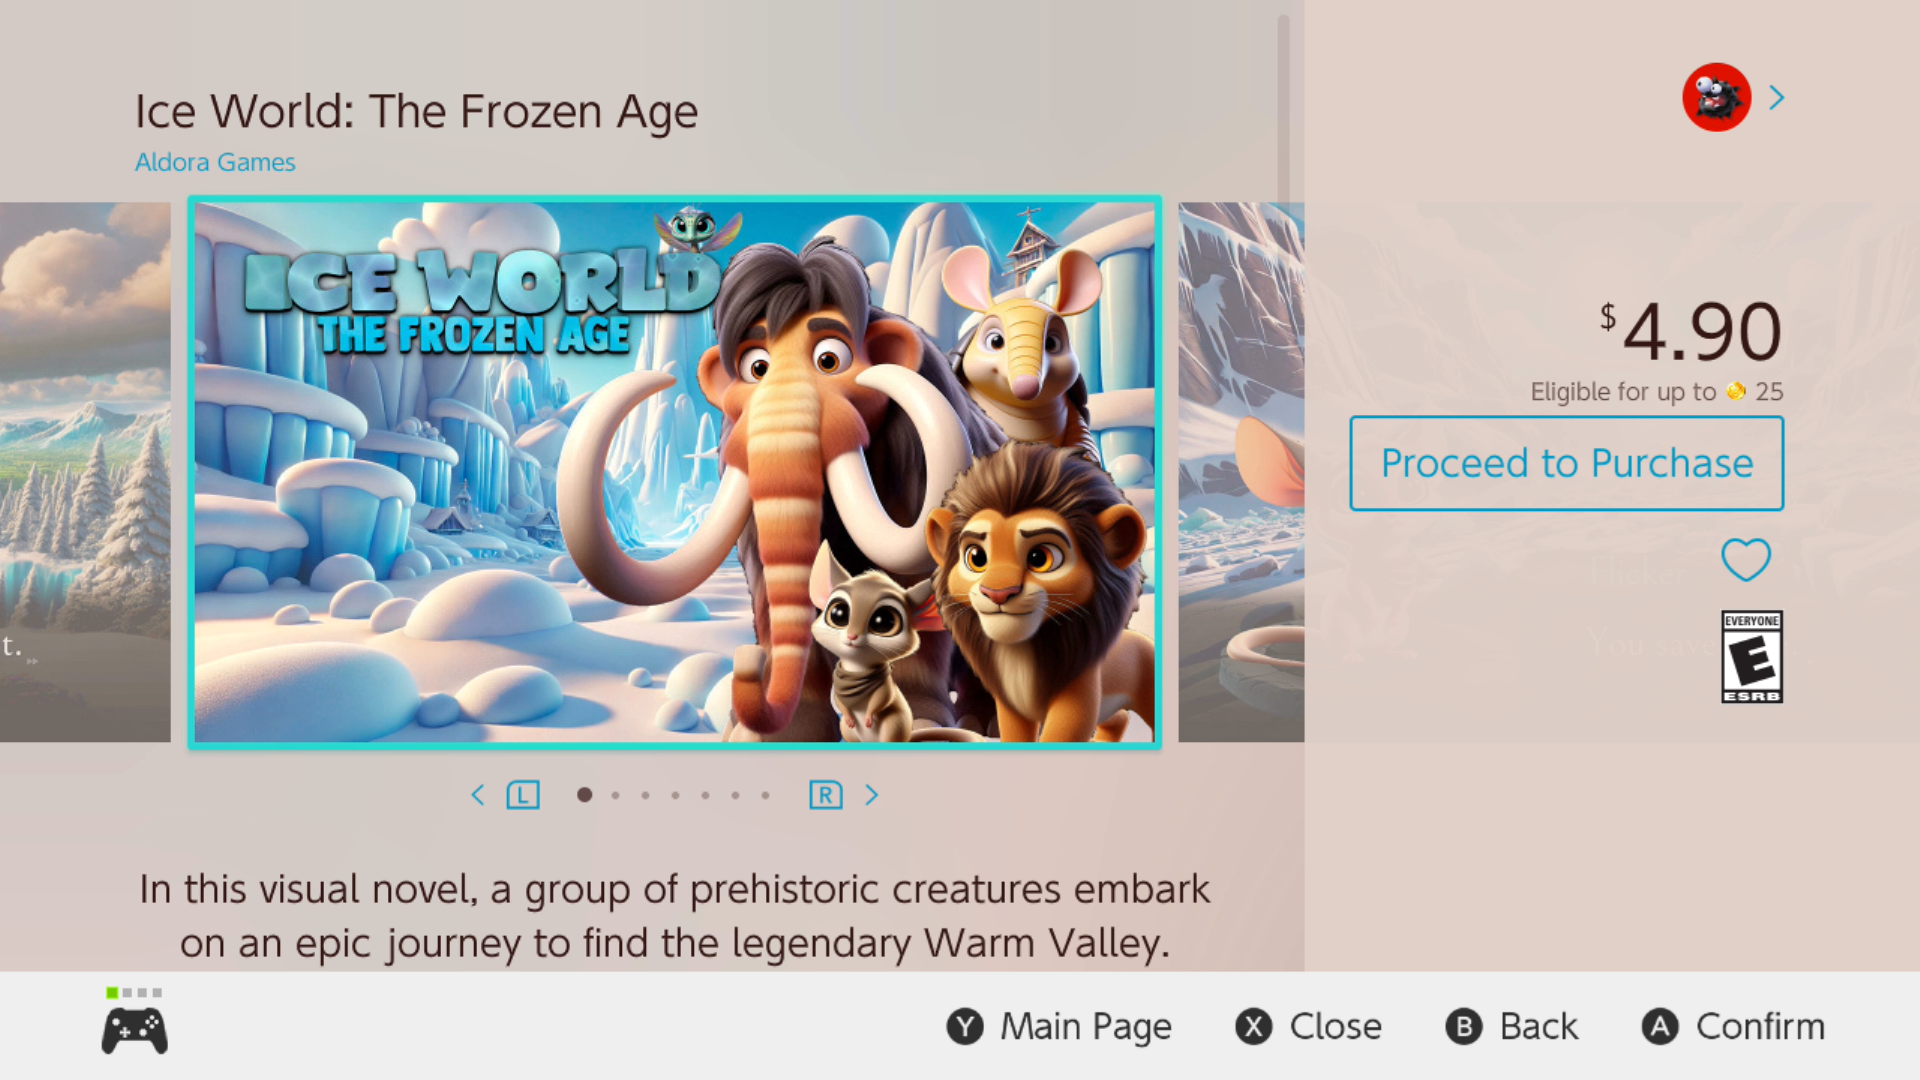 Ice World: The Frozen Age
Aldora Games
ICE WORLD
THE FROZEN AGE
t.
$4.90
Eligible for up to 25
Proceed to Purchase
You save
EVERYONE
E
ESRB
L
R
In this visual novel, a group of prehistoric creatures embark
on an epic journey to find the legendary Warm Valley.
Y Main Page
X Close
B Back
A Confirm